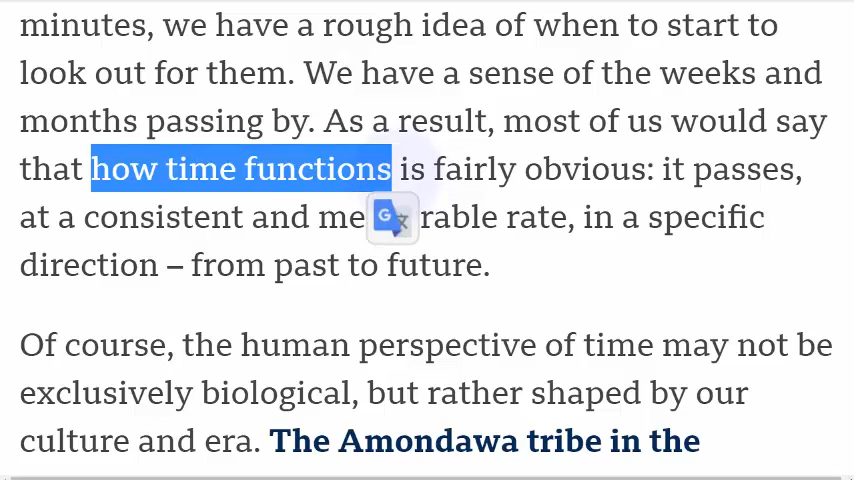 minutes, we have a rough idea of when to start to
look out for them. We have a sense of the weeks and
months passing by. As a result, most of us would say
that how time functions is fairly obvious: it passes,
at a consistent and me rable rate, in a specific
direction – from past to future.
Of course, the human perspective of time may not be
exclusively biological, but rather shaped by our
culture and era. The Amondawa tribe in the